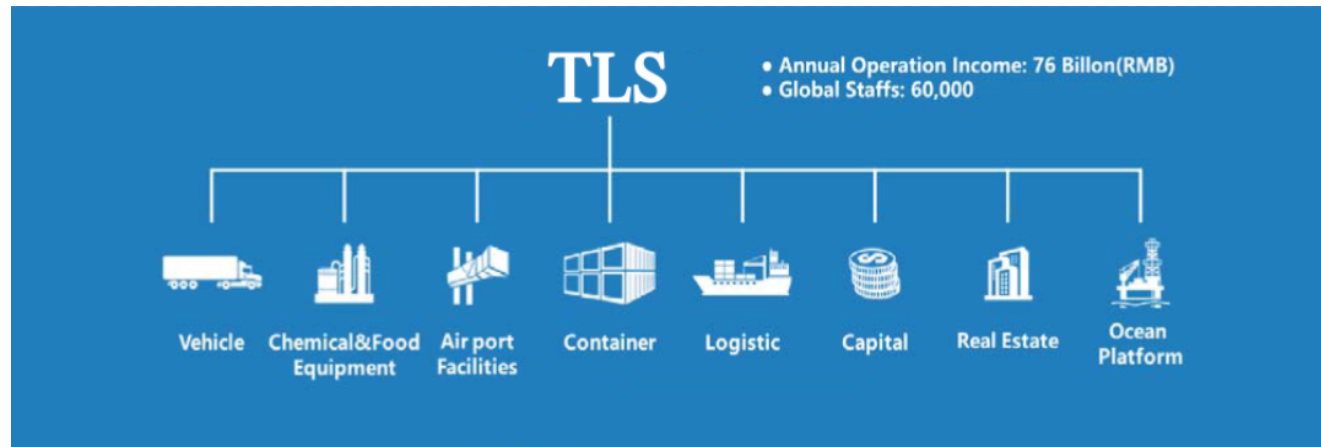 TLS
● Annual Operation Income: 76 Billon(RMB)
● Global Staffs: 60,000
Vehicle
Chemical&Food
Equipment
Air port
Facilities
Container
Logistic
Capital
Real Estate
Ocean
Platform